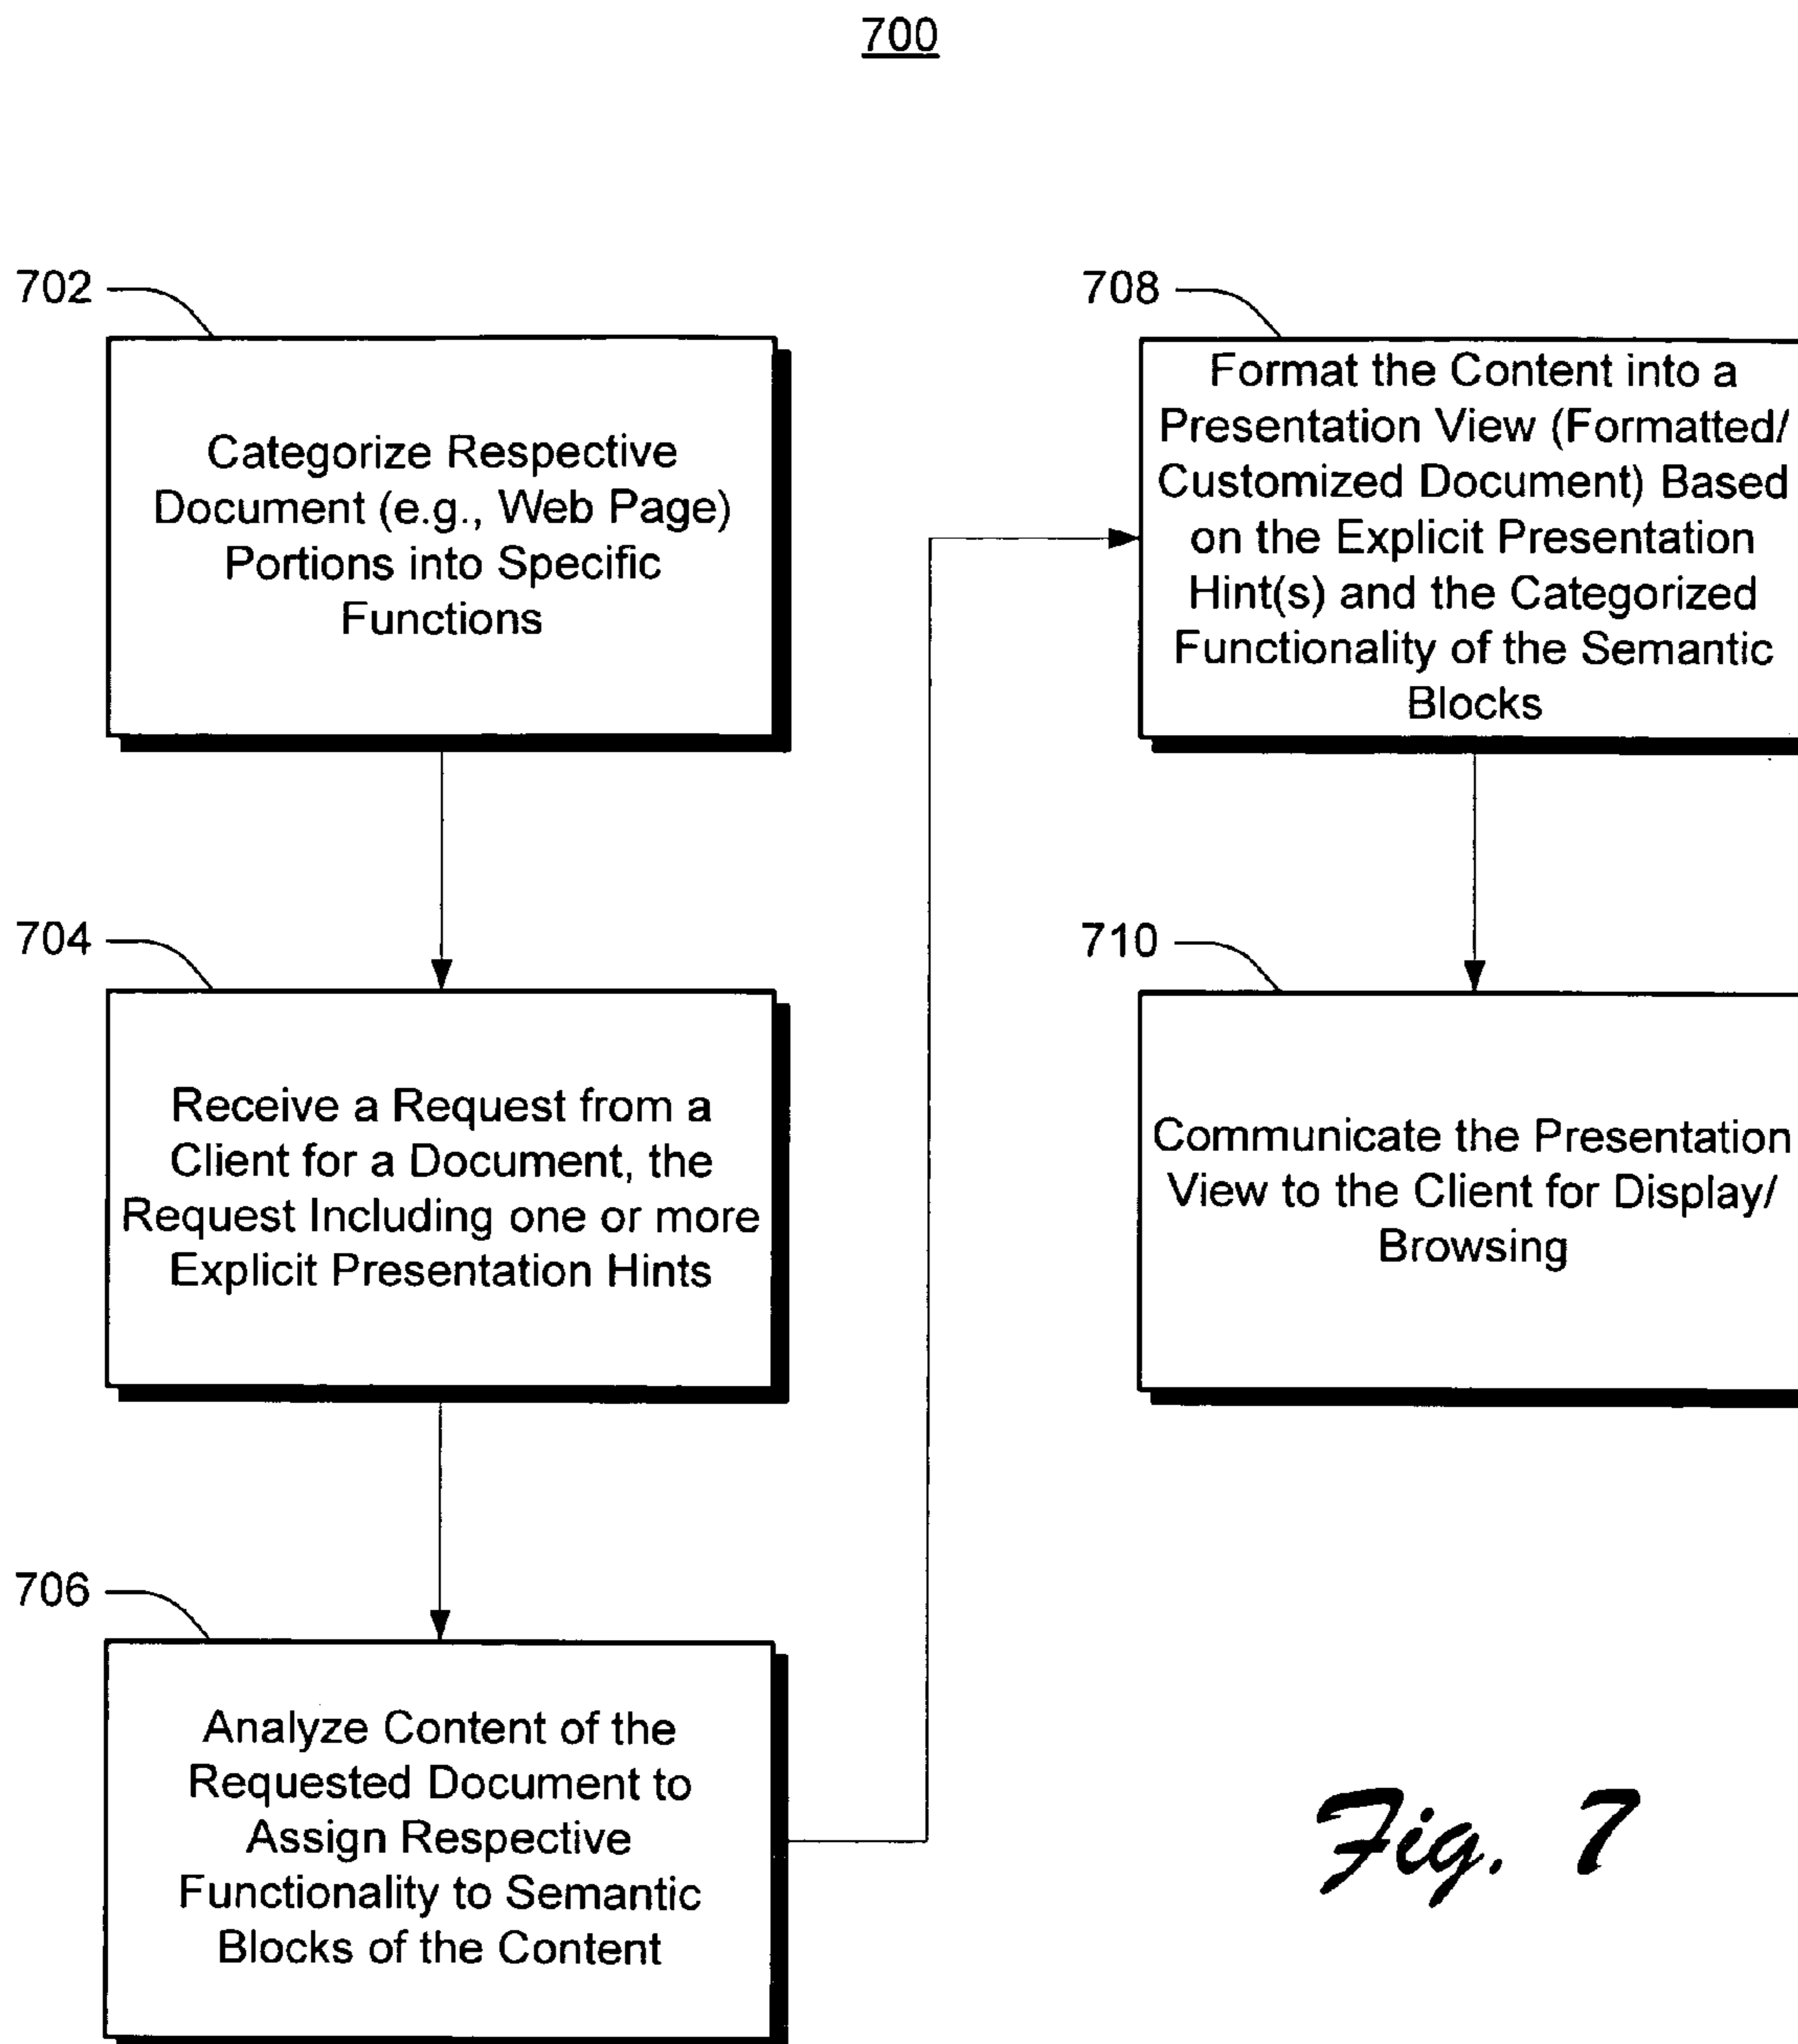 700
702
Categorize Respective
Document (e.g., Web Page)
Portions into Specific
Functions
704
Receive a Request from a
Client for a Document, the
Request Including one or more
Explicit Presentation Hints
706
Analyze Content of the
Requested Document to
Assign Respective
Functionality to Semantic
Blocks of the Content
708
Format the Content into a
Presentation View (Formatted/
Customized Document) Based
on the Explicit Presentation
Hint(s) and the Categorized
Functionality of the Semantic
Blocks
710
Communicate the Presentation
View to the Client for Display/
Browsing
Fig. 7